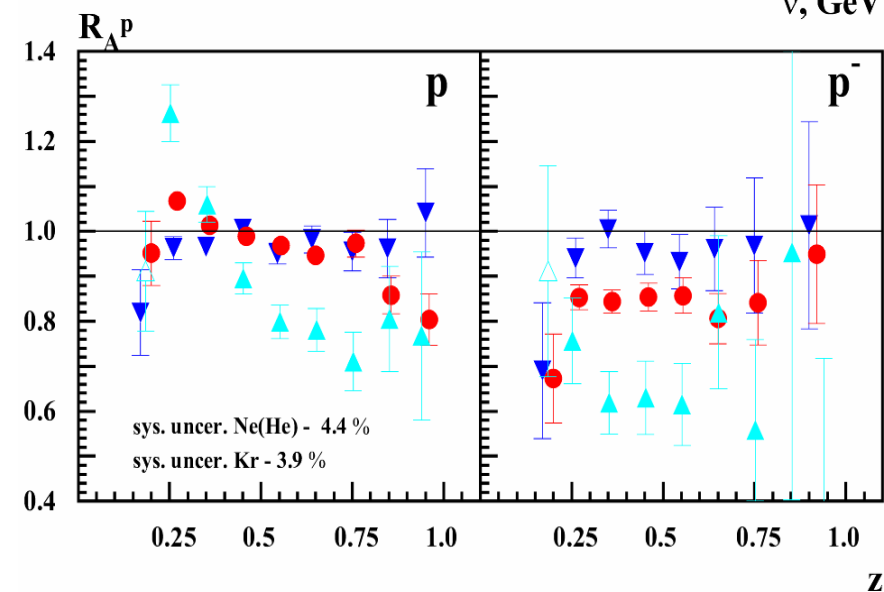 ν, GeV
R_A^p
1.4
1.2
1.0
0.8
0.6
0.4
p
p^-
sys. uncer. Ne(He) - 4.4 %
sys. uncer. Kr - 3.9 %
0.25 0.5 0.75 1.0 0.25 0.5 0.75 1.0
z